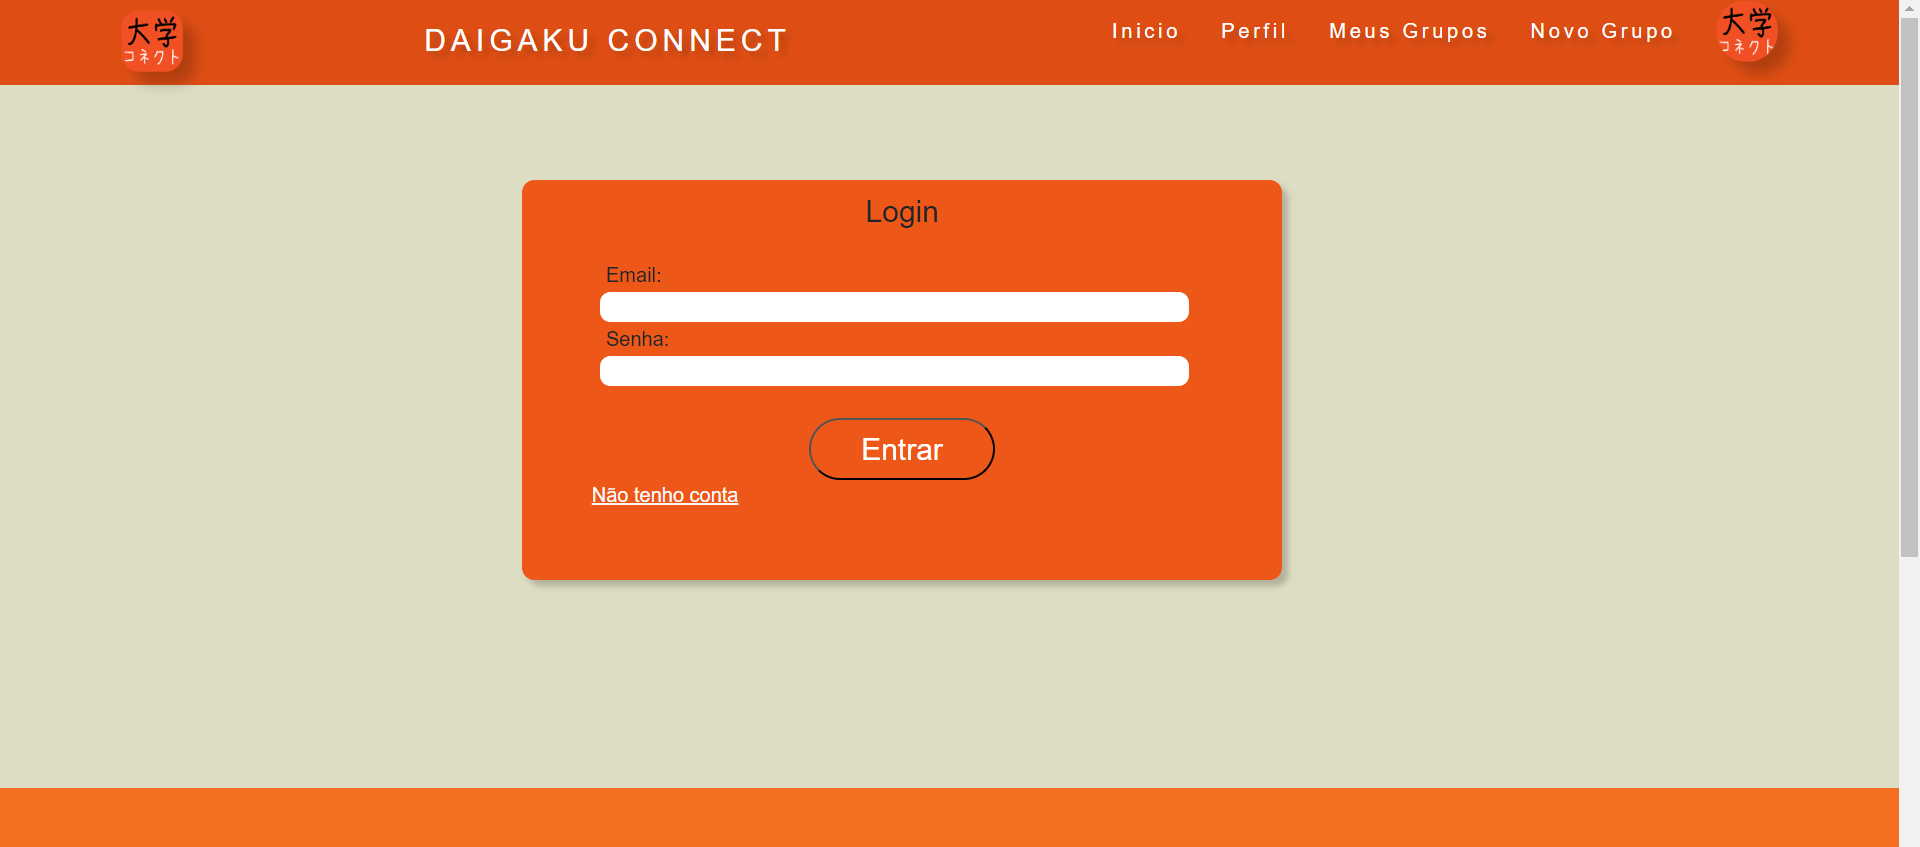 大学
コネクト
DAIGAKU CONNECT
Inicio
Perfil
Meus Grupos
Novo Grupo
大学
コネクト
Login
Email:
Senha:
Entrar
Não tenho conta